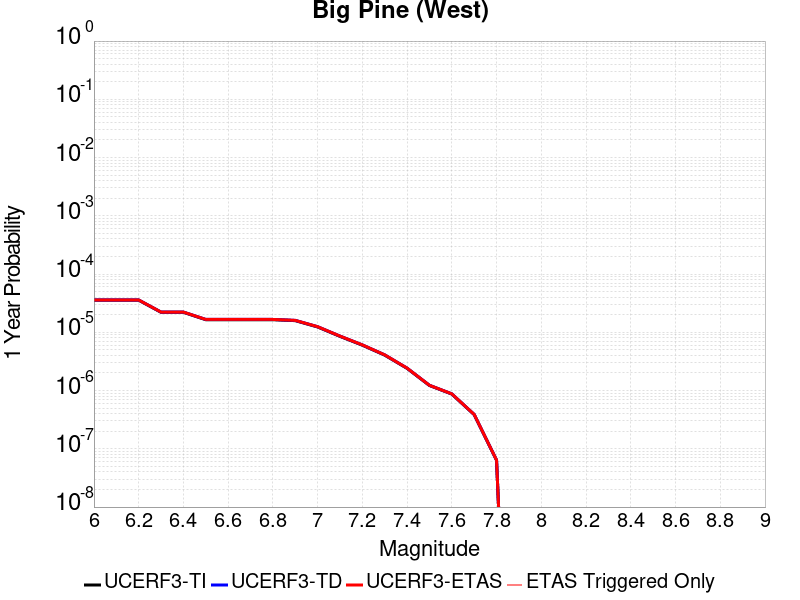 Big Pine (West)
10^0
10^-1
10^-2
10^-3
10^-4
10^-5
10^-6
10^-7
10^-8
1 Year Probability
6 6.2 6.4 6.6 6.8 7 7.2 7.4 7.6 7.8 8 8.2 8.4 8.6 8.8 9
Magnitude
UCERF3-TI UCERF3-TD UCERF3-ETAS ETAS Triggered Only